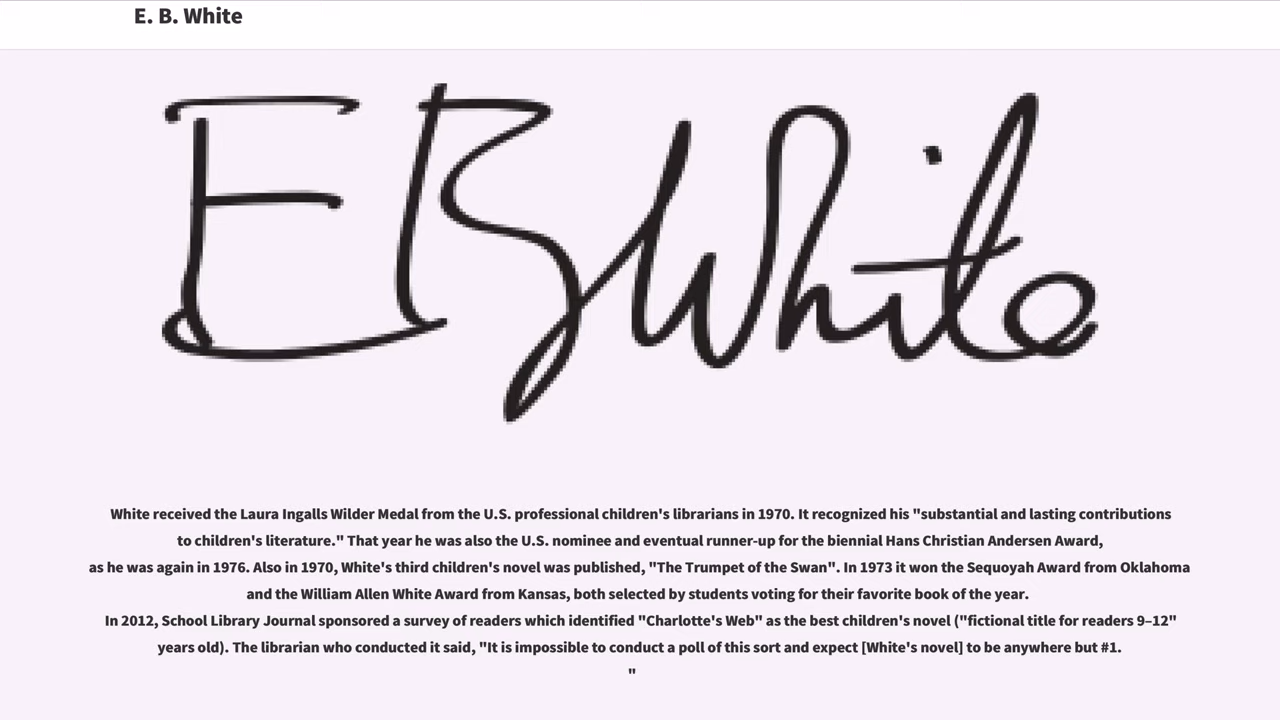 E. B. White
E B White
White received the Laura Ingalls Wilder Medal from the U.S. professional children's librarians in 1970. It recognized his "substantial and lasting contributions
to children's literature." That year he was also the U.S. nominee and eventual runner-up for the biennial Hans Christian Andersen Award,
as he was again in 1976. Also in 1970, White's third children's novel was published, "The Trumpet of the Swan". In 1973 it won the Sequoyah Award from Oklahoma
and the William Allen White Award from Kansas, both selected by students voting for their favorite book of the year.
In 2012, School Library Journal sponsored a survey of readers which identified "Charlotte's Web" as the best children's novel ("fictional title for readers 9–12"
years old). The librarian who conducted it said, "It is impossible to conduct a poll of this sort and expect [White's novel] to be anywhere but #1.
"